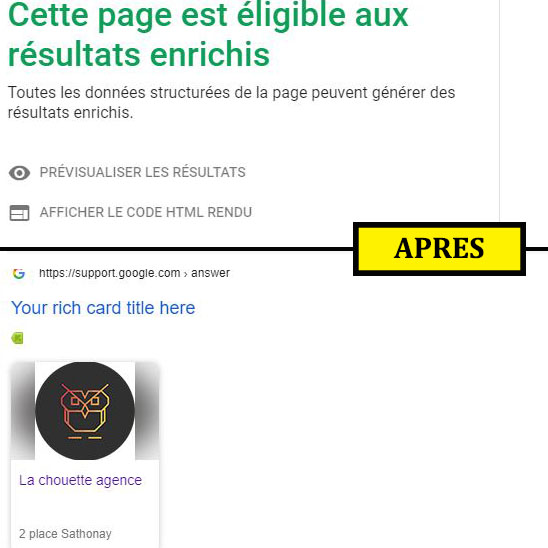 Cette page est éligible aux
résultats enrichis
Toutes les données structurées de la page peuvent générer des
résultats enrichis.
PRÉVISUALISER LES RÉSULTATS
AFFICHER LE CODE HTML RENDU
APRES
https://support.google.com › answer
Your rich card title here
La chouette agence
2 place Sathonay